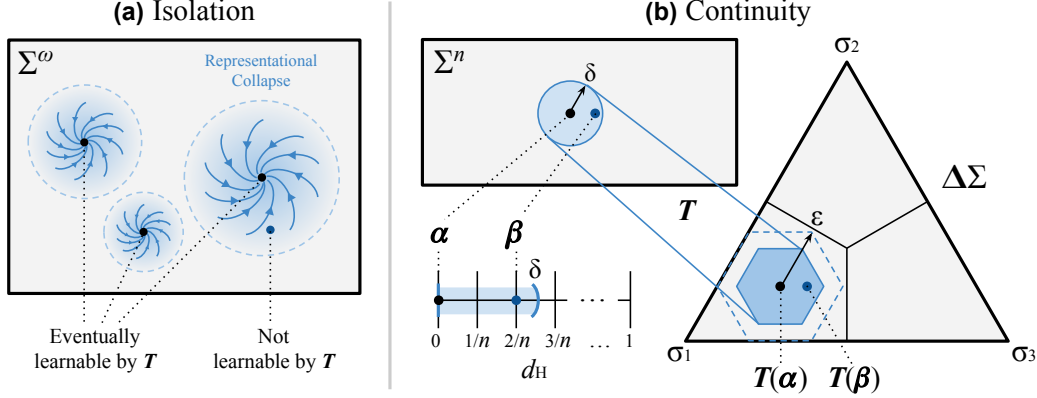 (a) Isolation
Σ^ω
Representational
Collapse
Eventually
learnable by T
Not
learnable by T
(b) Continuity
Σ^n
δ
σ₂
ΔΣ
T
ε
α
β
δ
0 1/n 2/n 3/n ... 1
...
d_H
σ₁
σ₃
T(α)
T(β)